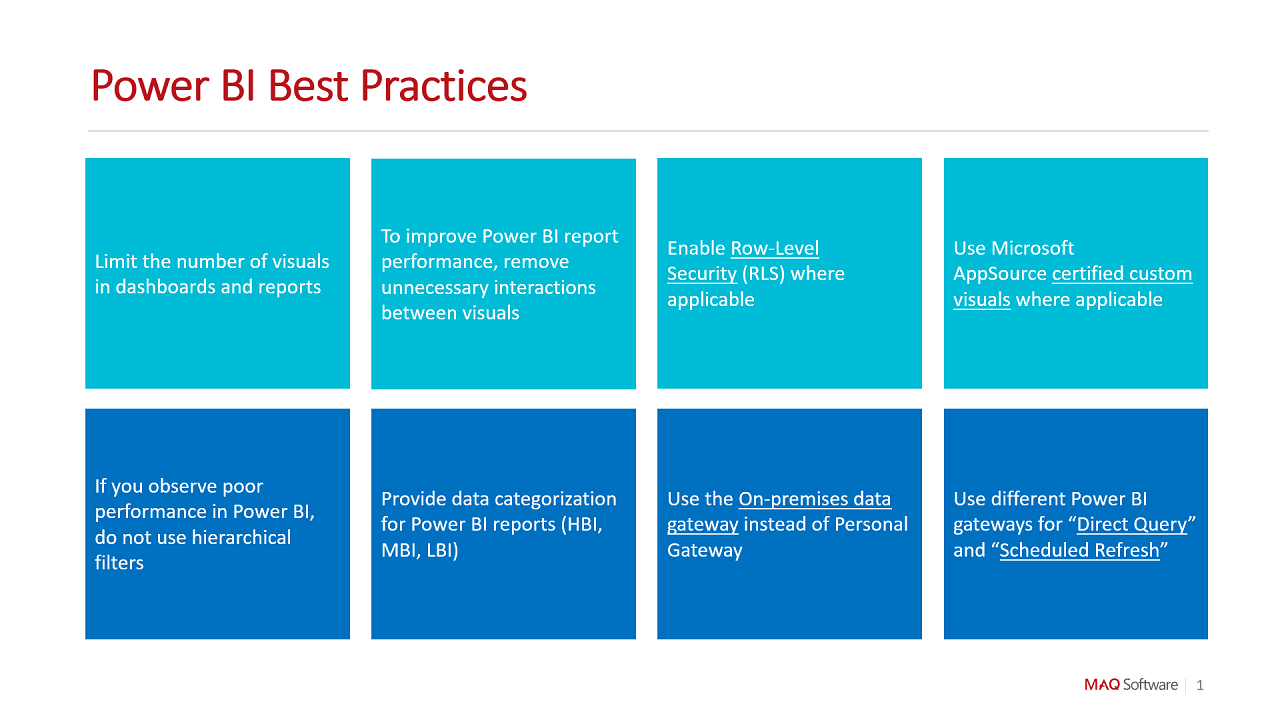 Power BI Best Practices
Limit the number of visuals
in dashboards and reports
To improve Power BI report
performance, remove
unnecessary interactions
between visuals
Enable Row-Level
Security (RLS) where
applicable
Use Microsoft
AppSource certified custom
visuals where applicable
If you observe poor
performance in Power BI,
do not use hierarchical
filters
Provide data categorization
for Power BI reports (HBI,
MBI, LBI)
Use the On-premises data
gateway instead of Personal
Gateway
Use different Power BI
gateways for “Direct Query”
and “Scheduled Refresh”
MAQ Software 1